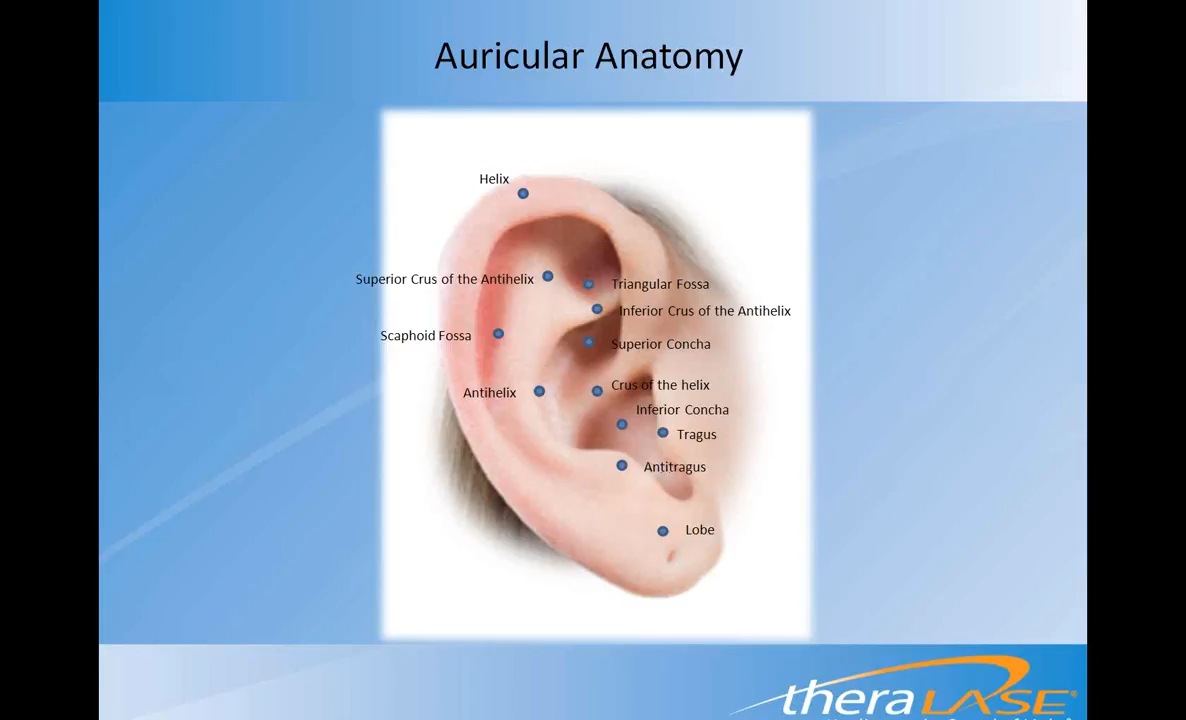 Auricular Anatomy
Helix
Superior Crus of the Antihelix
Triangular Fossa
Inferior Crus of the Antihelix
Scaphoid Fossa
Superior Concha
Crus of the helix
Antihelix
Inferior Concha
Tragus
Antitragus
Lobe
theraLASE®